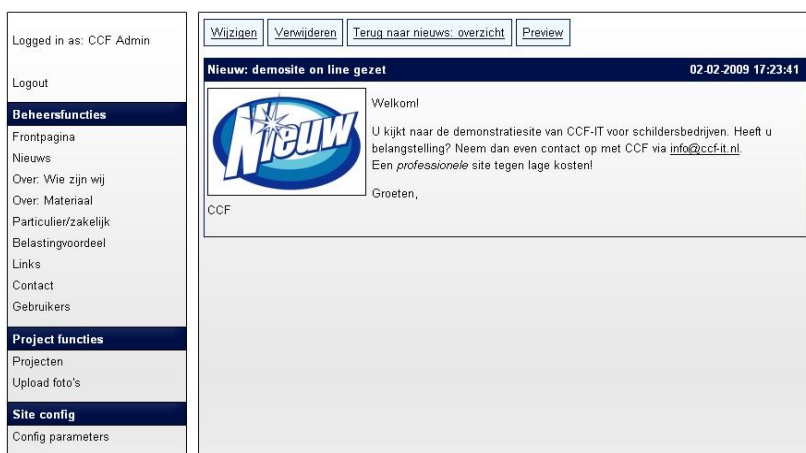 Logged in as: CCF Admin
Logout
Beheersfuncties
Frontpagina
Nieuws
Over: Wie zijn wij
Over: Materiaal
Particulier/zakelijk
Belastingvoordeel
Links
Contact
Gebruikers
Project functies
Projecten
Upload foto's
Site config
Config parameters
Wijzigen Verwijderen Terug naar nieuws: overzicht Preview
Nieuw: demosite on line gezet 02-02-2009 17:23:41
Nieuw
Welkom!
U kijkt naar de demonstratiesite van CCF-IT voor schildersbedrijven. Heeft u
belangstelling? Neem dan even contact op met CCF via info@ccf-it.nl.
Een professionele site tegen lage kosten!
Groeten,
CCF